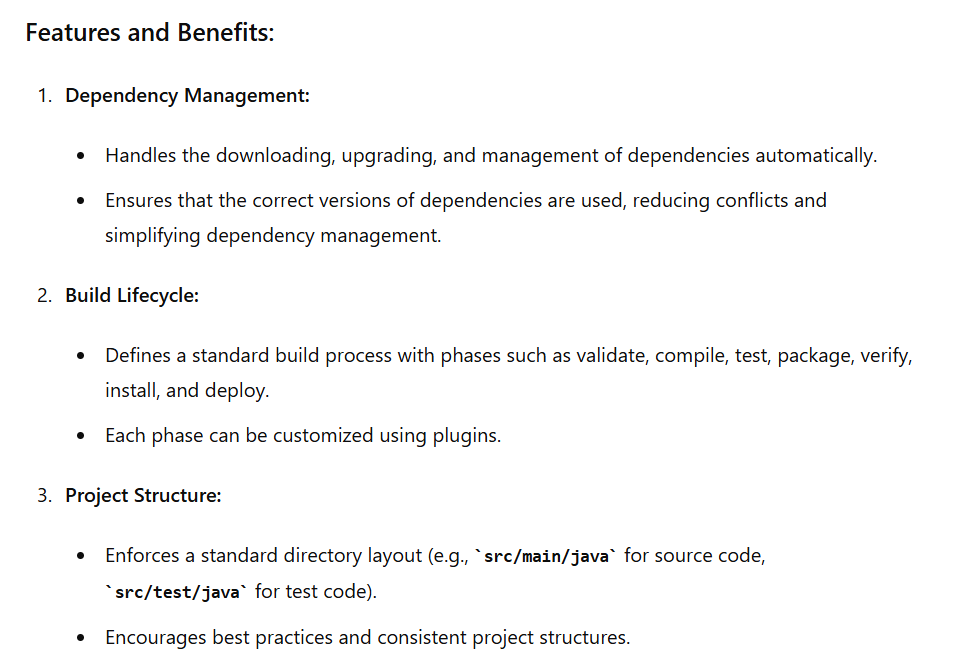 Features and Benefits:
1. Dependency Management:
• Handles the downloading, upgrading, and management of dependencies automatically.
• Ensures that the correct versions of dependencies are used, reducing conflicts and
simplifying dependency management.
2. Build Lifecycle:
• Defines a standard build process with phases such as validate, compile, test, package, verify,
install, and deploy.
• Each phase can be customized using plugins.
3. Project Structure:
• Enforces a standard directory layout (e.g., `src/main/java` for source code,
`src/test/java` for test code).
• Encourages best practices and consistent project structures.